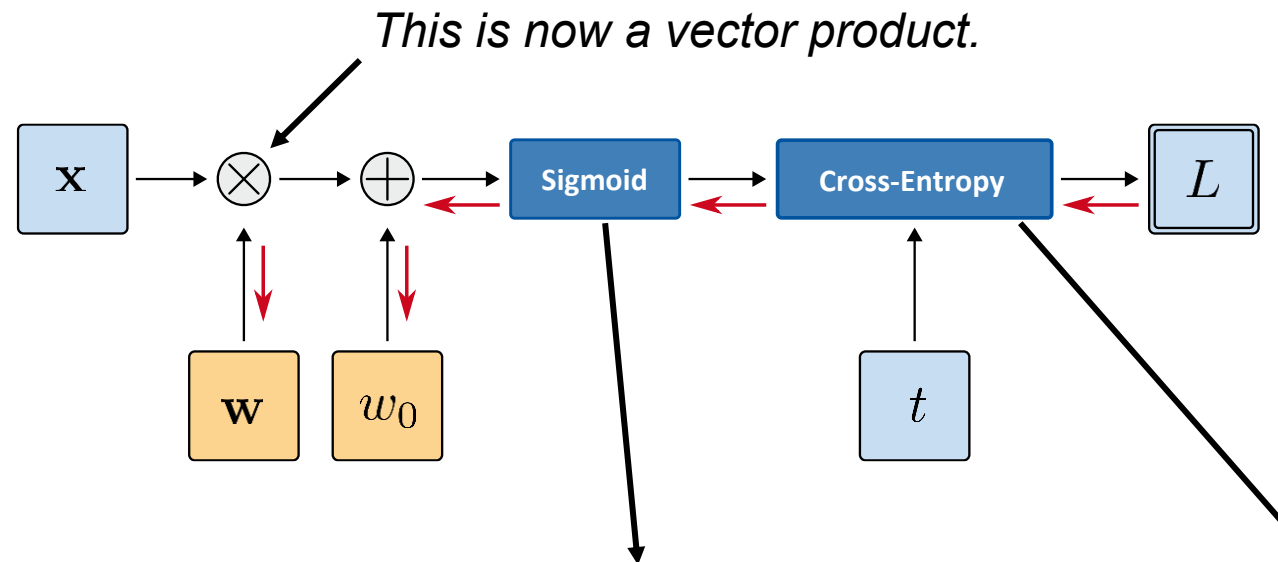 This is now a vector product.
x
Sigmoid
Cross-Entropy
L
w
w₀
t